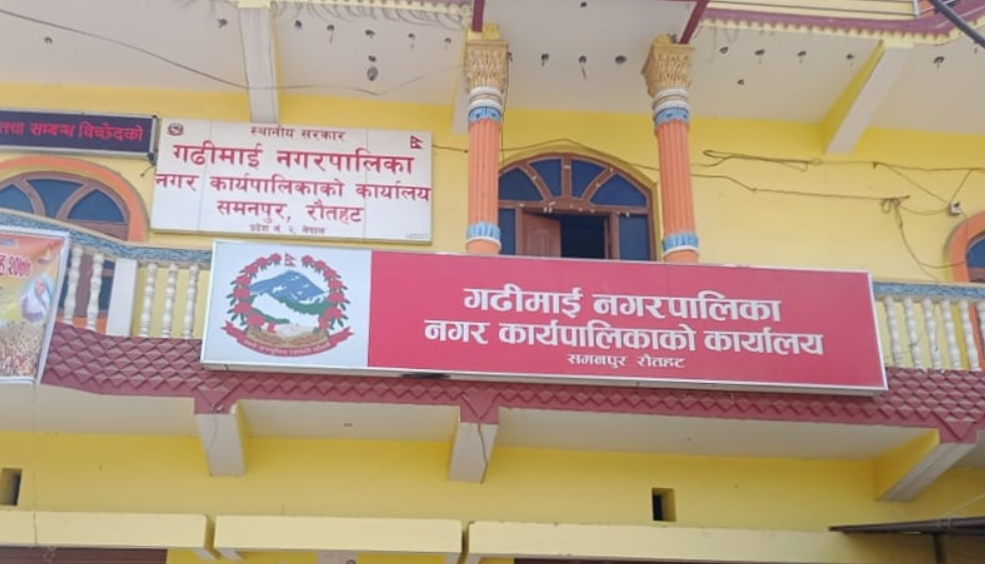 तथा सम्बन्ध विच्छेदको
स्थानीय सरकार
गढीमाई नगरपालिका
नगर कार्यपालिकाको कार्यालय
समनपुर, रौतहट
प्रदेश नं. २, नेपाल
गढीमाई नगरपालिका
नगर कार्यपालिकाको कार्यालय
समनपुर रौतहट